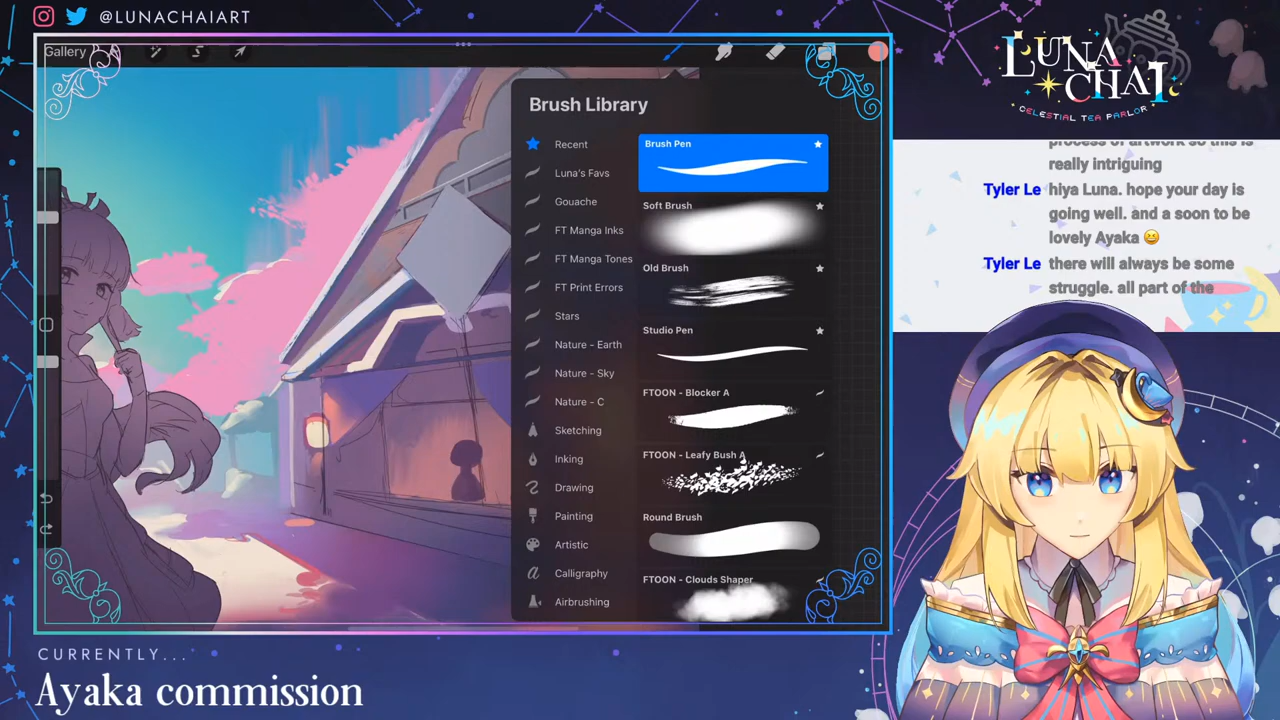 @LUNACHAIART
Gallery
Brush Library
Recent
Luna's Favs
Gouache
FT Manga Inks
FT Manga Tones
FT Print Errors
Stars
Nature - Earth
Nature - Sky
Nature - C
Sketching
Inking
Drawing
Painting
Artistic
Calligraphy
Airbrushing
Brush Pen
Soft Brush
Old Brush
Studio Pen
FTOON - Blocker A
FTOON - Leafy Bush A
Round Brush
FTOON - Clouds Shaper
LUNA
CHAI
CELESTIAL TEA PARLOR
process of artwork so this is
really intriguing
Tyler Le hiya Luna. hope your day is
going well. and a soon to be
lovely Ayaka 😆
Tyler Le there will always be some
struggle. all part of the
CURRENTLY...
Ayaka commission